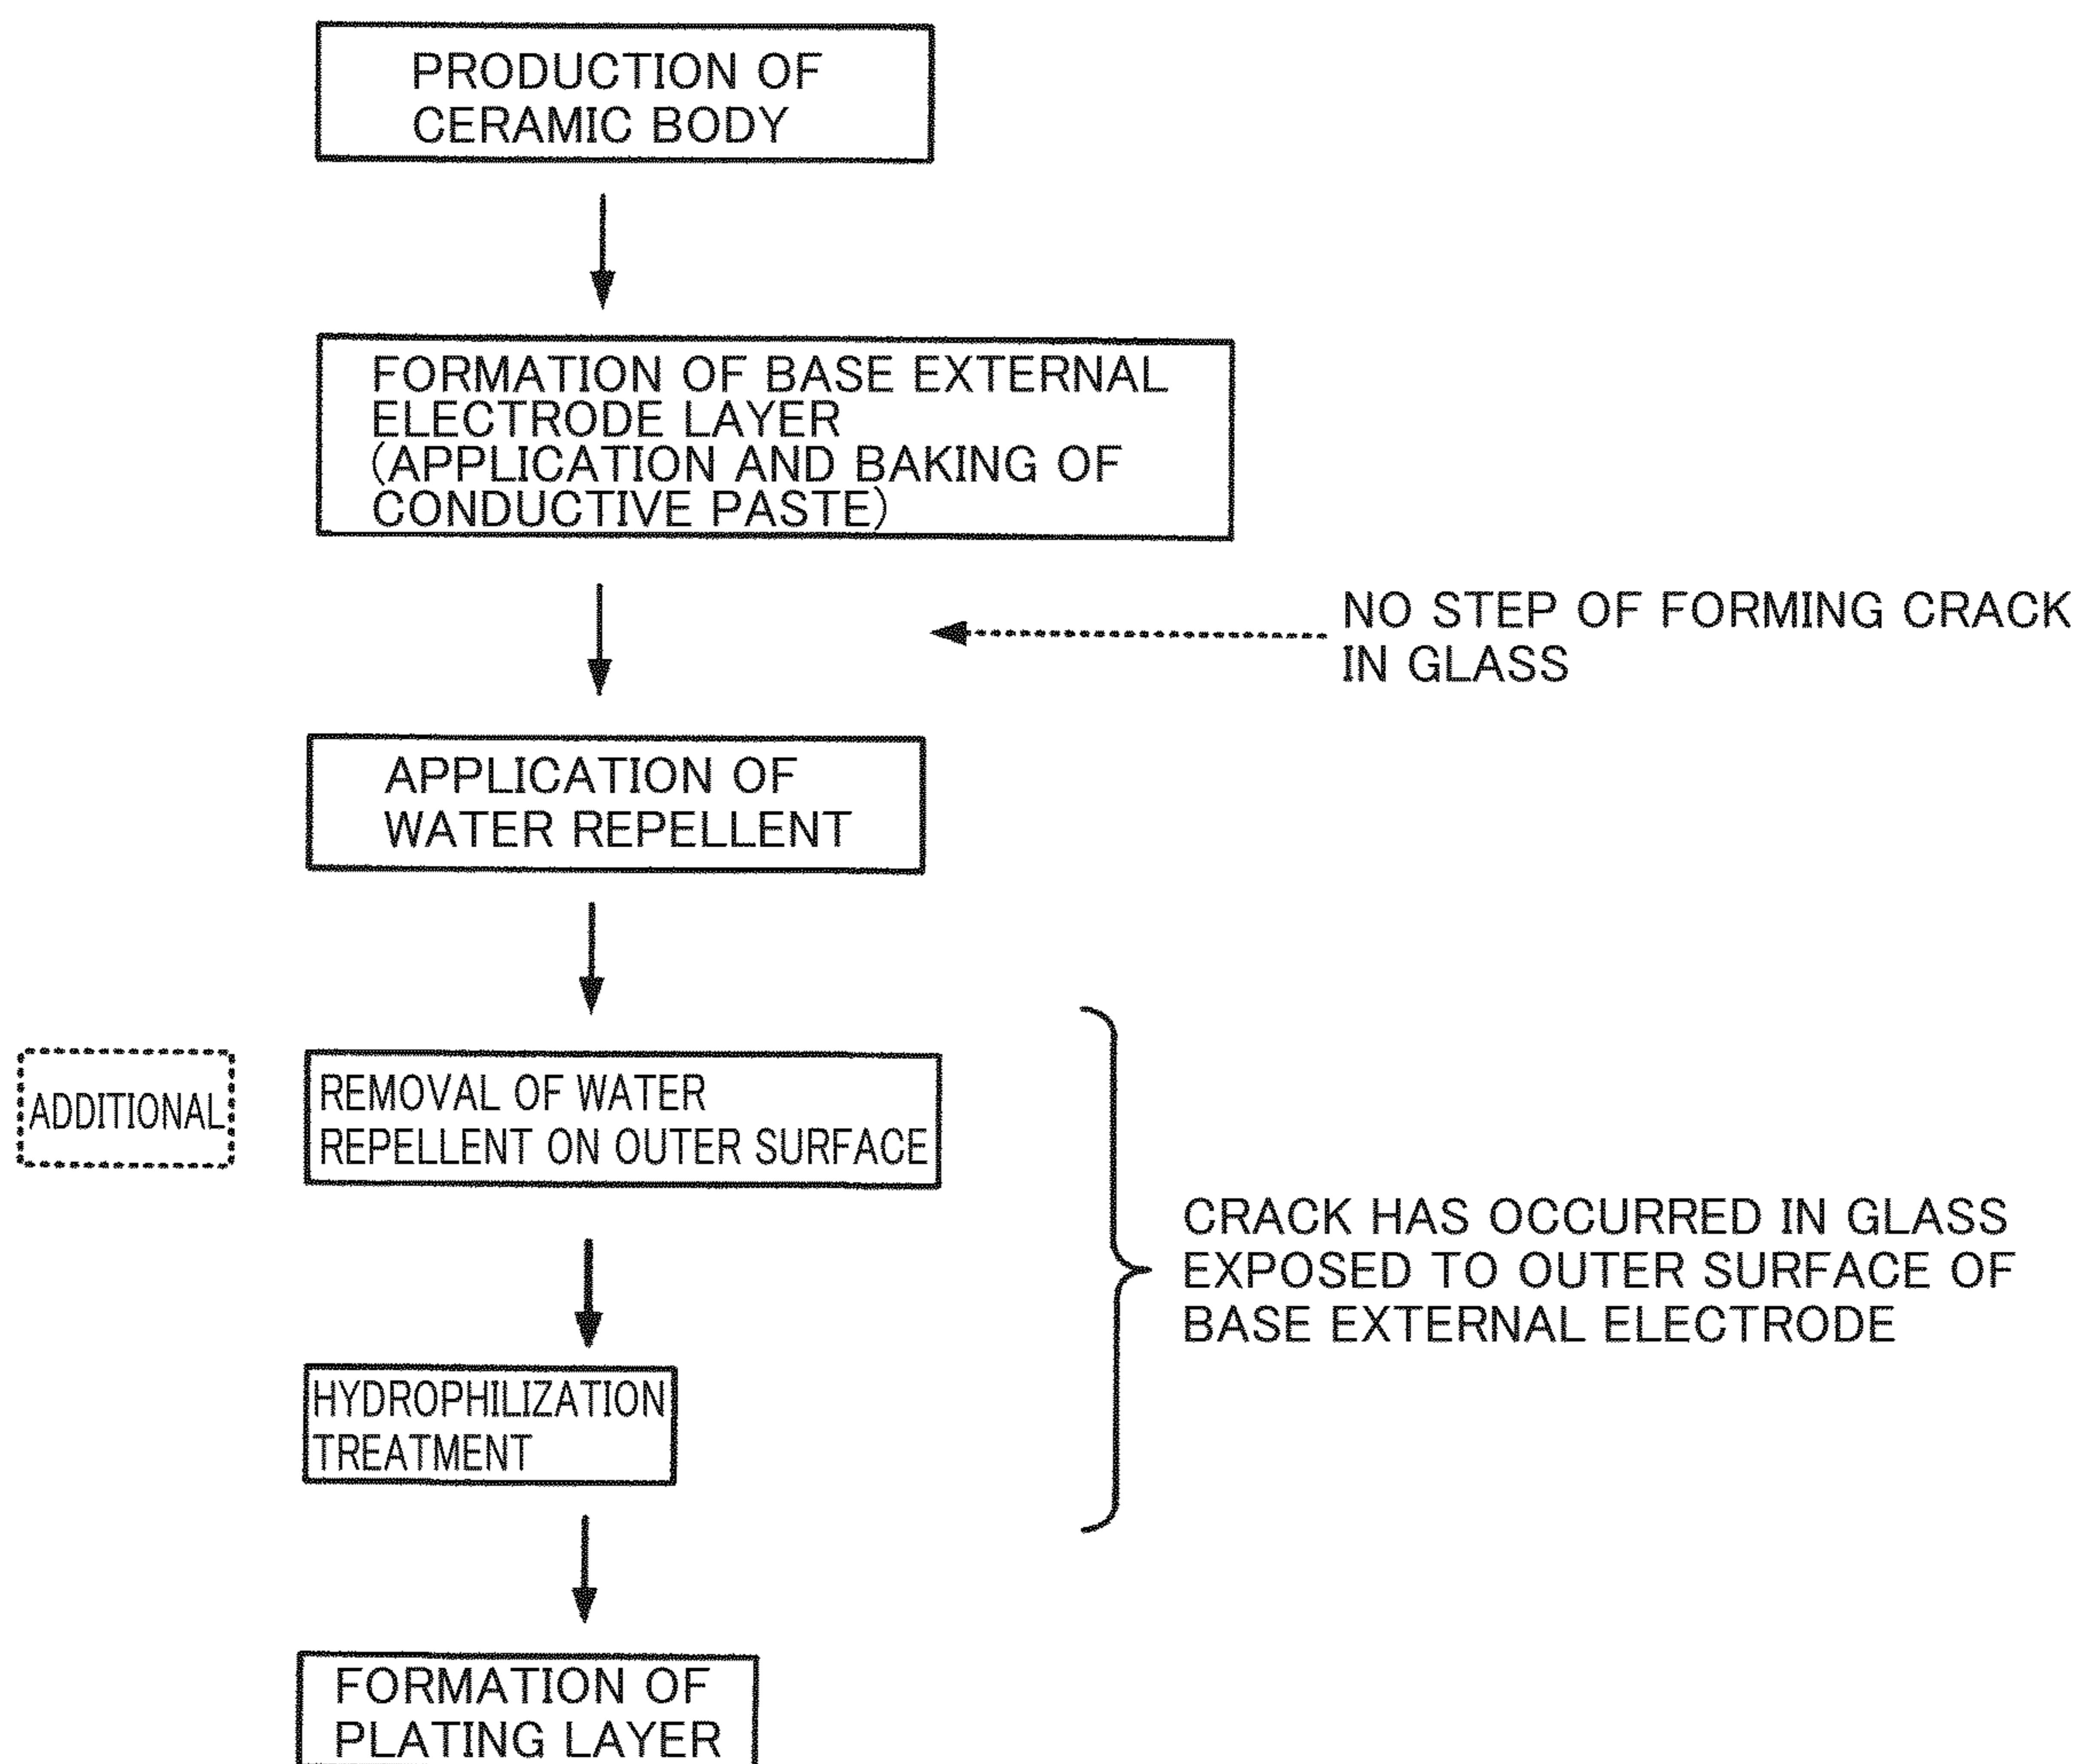 PRODUCTION OF
CERAMIC BODY
FORMATION OF BASE EXTERNAL
ELECTRODE LAYER
(APPLICATION AND BAKING OF
CONDUCTIVE PASTE)
NO STEP OF FORMING CRACK
IN GLASS
APPLICATION OF
WATER REPELLENT
ADDITIONAL
REMOVAL OF WATER
REPELLENT ON OUTER SURFACE
CRACK HAS OCCURRED IN GLASS
EXPOSED TO OUTER SURFACE OF
BASE EXTERNAL ELECTRODE
HYDROPHILIZATION
TREATMENT
FORMATION OF
PLATING LAYER